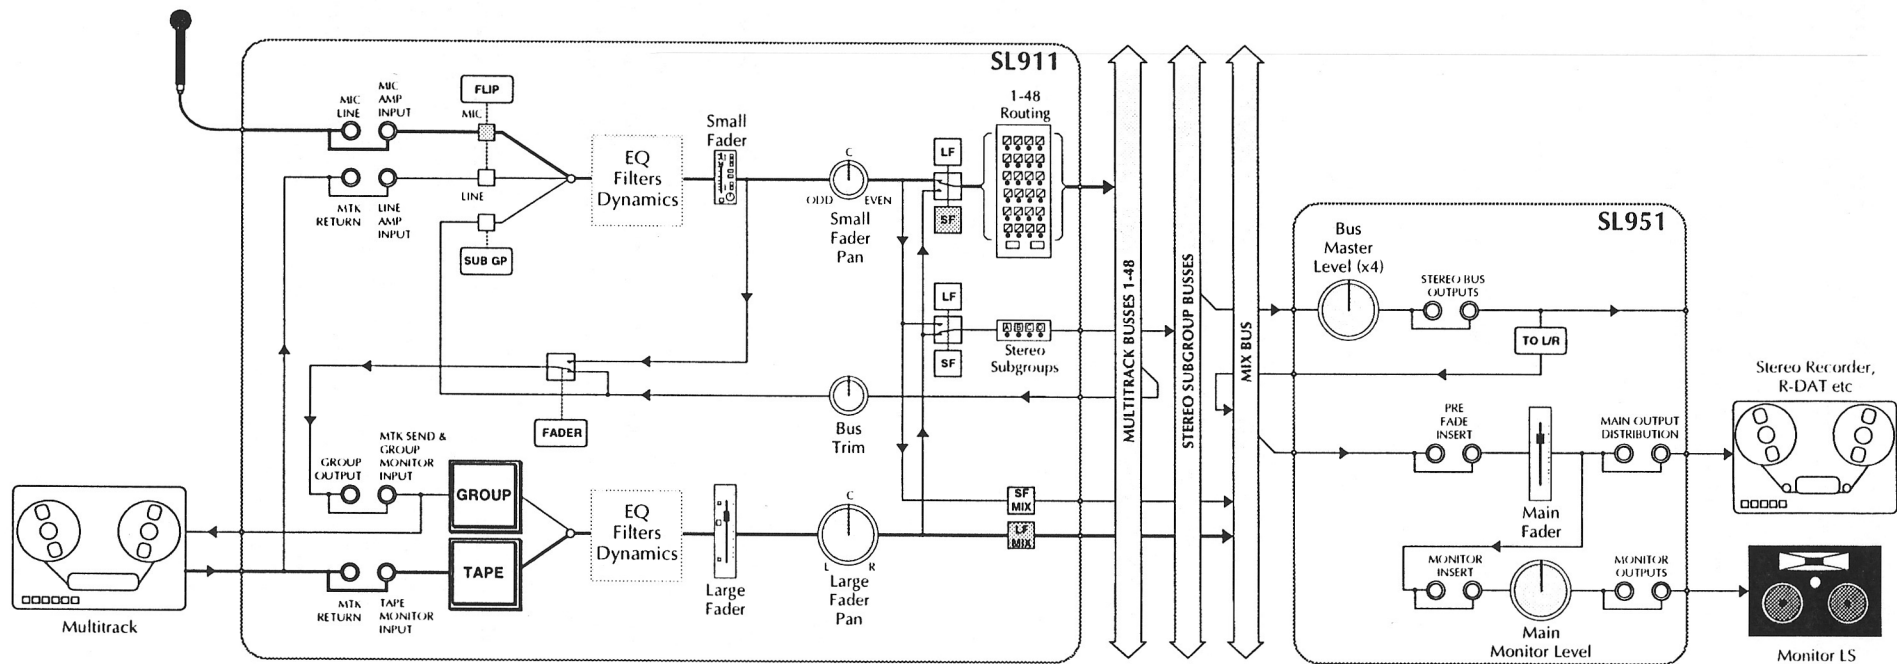 SL911
FLIP
MIC
LINE
MIC
AMP
INPUT
MIC
LINE
MTK
RETURN
LINE
AMP
INPUT
SUB GP
EQ
Filters
Dynamics
Small
Fader
C
ODD
EVEN
Small
Fader
Pan
LF
SF
1-48
Routing
LF
SF
A B C D
Stereo
Subgroups
FADER
Bus
Trim
GROUP
OUTPUT
MTK SEND &
GROUP
MONITOR
INPUT
GROUP
TAPE
MTK
RETURN
TAPE
MONITOR
INPUT
EQ
Filters
Dynamics
Large
Fader
C
L
R
Large
Fader
Pan
SF
MIX
LF
MIX
Multitrack
MULTITRACK BUSSES 1-48
STEREO SUBGROUP BUSSES
MIX BUS
SL951
Bus
Master
Level (x4)
STEREO BUS
OUTPUTS
TO L/R
PRE
FADE
INSERT
Main
Fader
MAIN OUTPUT
DISTRIBUTION
MONITOR
INSERT
Main
Monitor Level
MONITOR
OUTPUTS
Stereo Recorder,
R-DAT etc
Monitor LS